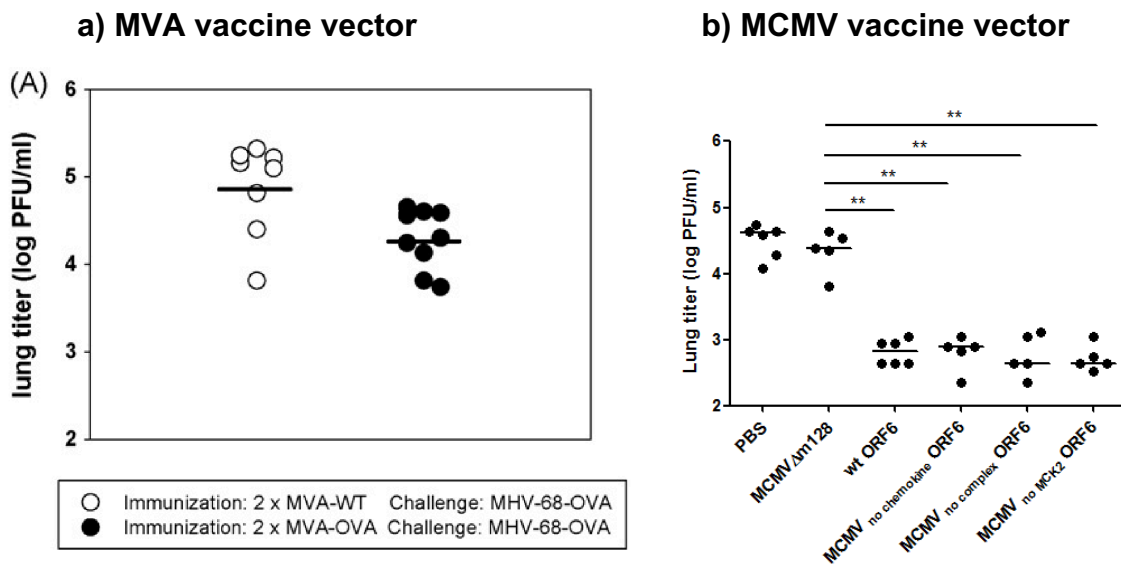 a) MVA vaccine vector
b) MCMV vaccine vector
(A)
lung titer (log PFU/ml)
6
5
4
3
2
Immunization: 2 x MVA-WT Challenge: MHV-68-OVA
Immunization: 2 x MVA-OVA Challenge: MHV-68-OVA
Lung titer (log PFU/ml)
6
5
4
3
2
**
**
**
**
PBS
MCMVΔm128
wt ORF6
MCMV no chemokine ORF6
MCMV no complex ORF6
MCMV no MCK2 ORF6